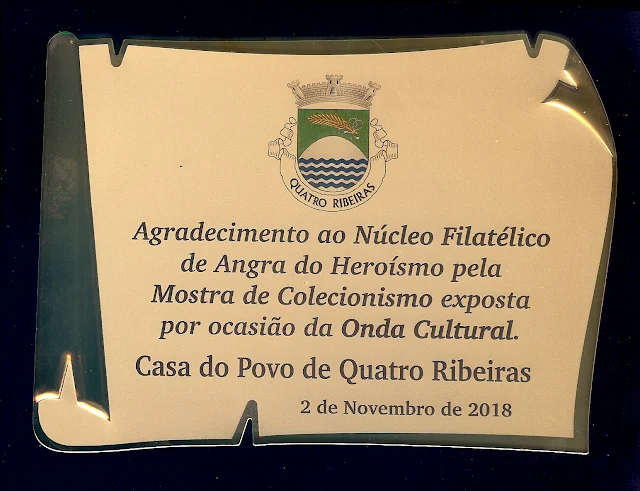 QUATRO RIBEIRAS
Agradecimento ao Núcleo Filatélico
de Angra do Heroísmo pela
Mostra de Colecionismo exposta
por ocasião da Onda Cultural.
Casa do Povo de Quatro Ribeiras
2 de Novembro de 2018